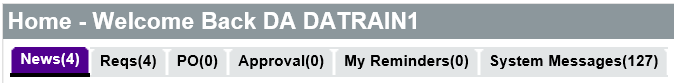 Home - Welcome Back DA DATRAIN1
News(4) Reqs(4) PO(0) Approval(0) My Reminders(0) System Messages(127)